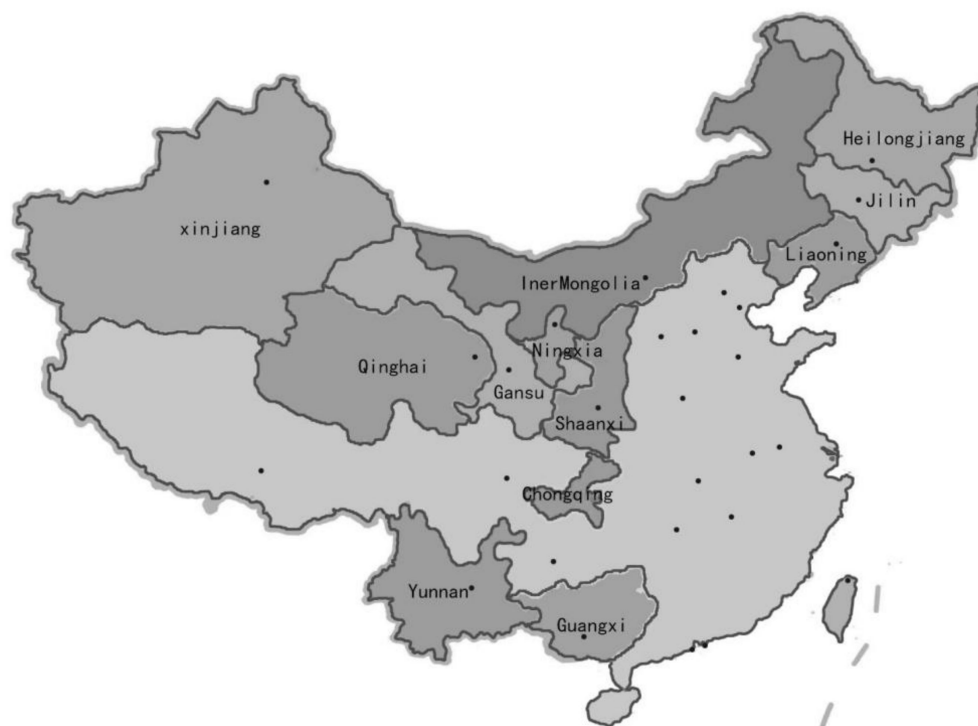 Heilongjiang
Jilin
xinjiang
Liaoning
InerMongolia
Ningxia
Qinghai
Gansu
Shaanxi
Chongqing
Yunnan
Guangxi